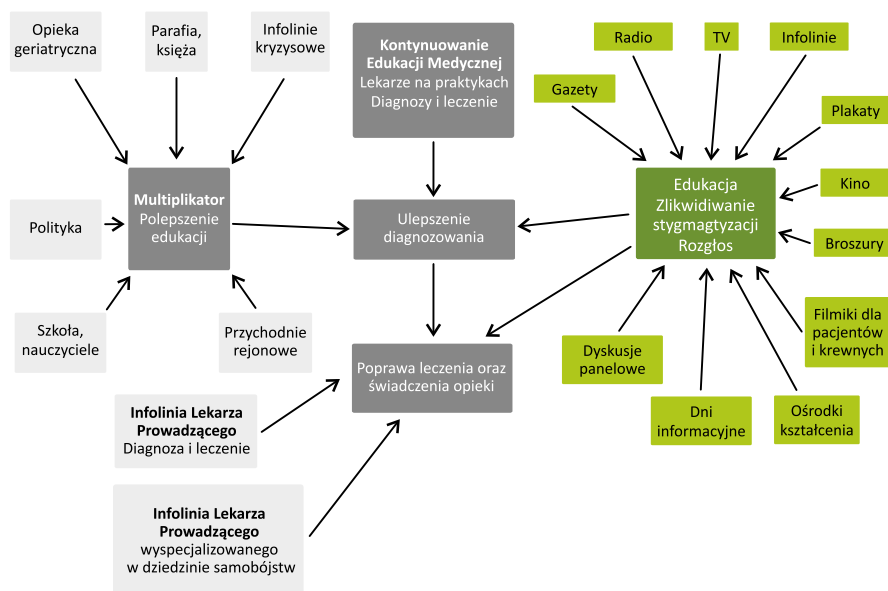 Opieka
geriatryczna
Parafia,
księża
Infolinie
kryzysowe
Kontynuowanie
Edukacji Medycznej
Lekarze na praktykach
Diagnozy i leczenie
Radio
TV
Infolinie
Gazety
Plakaty
Multiplikator
Polepszenie
edukacji
Polityka
Ulepszenie
diagnozowania
Edukacja
Zlikwidiwanie
stygmagtyzacji
Rozgłos
Kino
Broszury
Szkoła,
nauczyciele
Przychodnie
rejonowe
Poprawa leczenia oraz
świadczenia opieki
Dyskusje
panelowe
Filmiki dla
pacjentów
i krewnych
Dni
informacyjne
Ośrodki
kształcenia
Infolinia Lekarza
Prowadzącego
Diagnoza i leczenie
Infolinia Lekarza
Prowadzącego
wyspecjalizowanego
w dziedzinie samobójstw